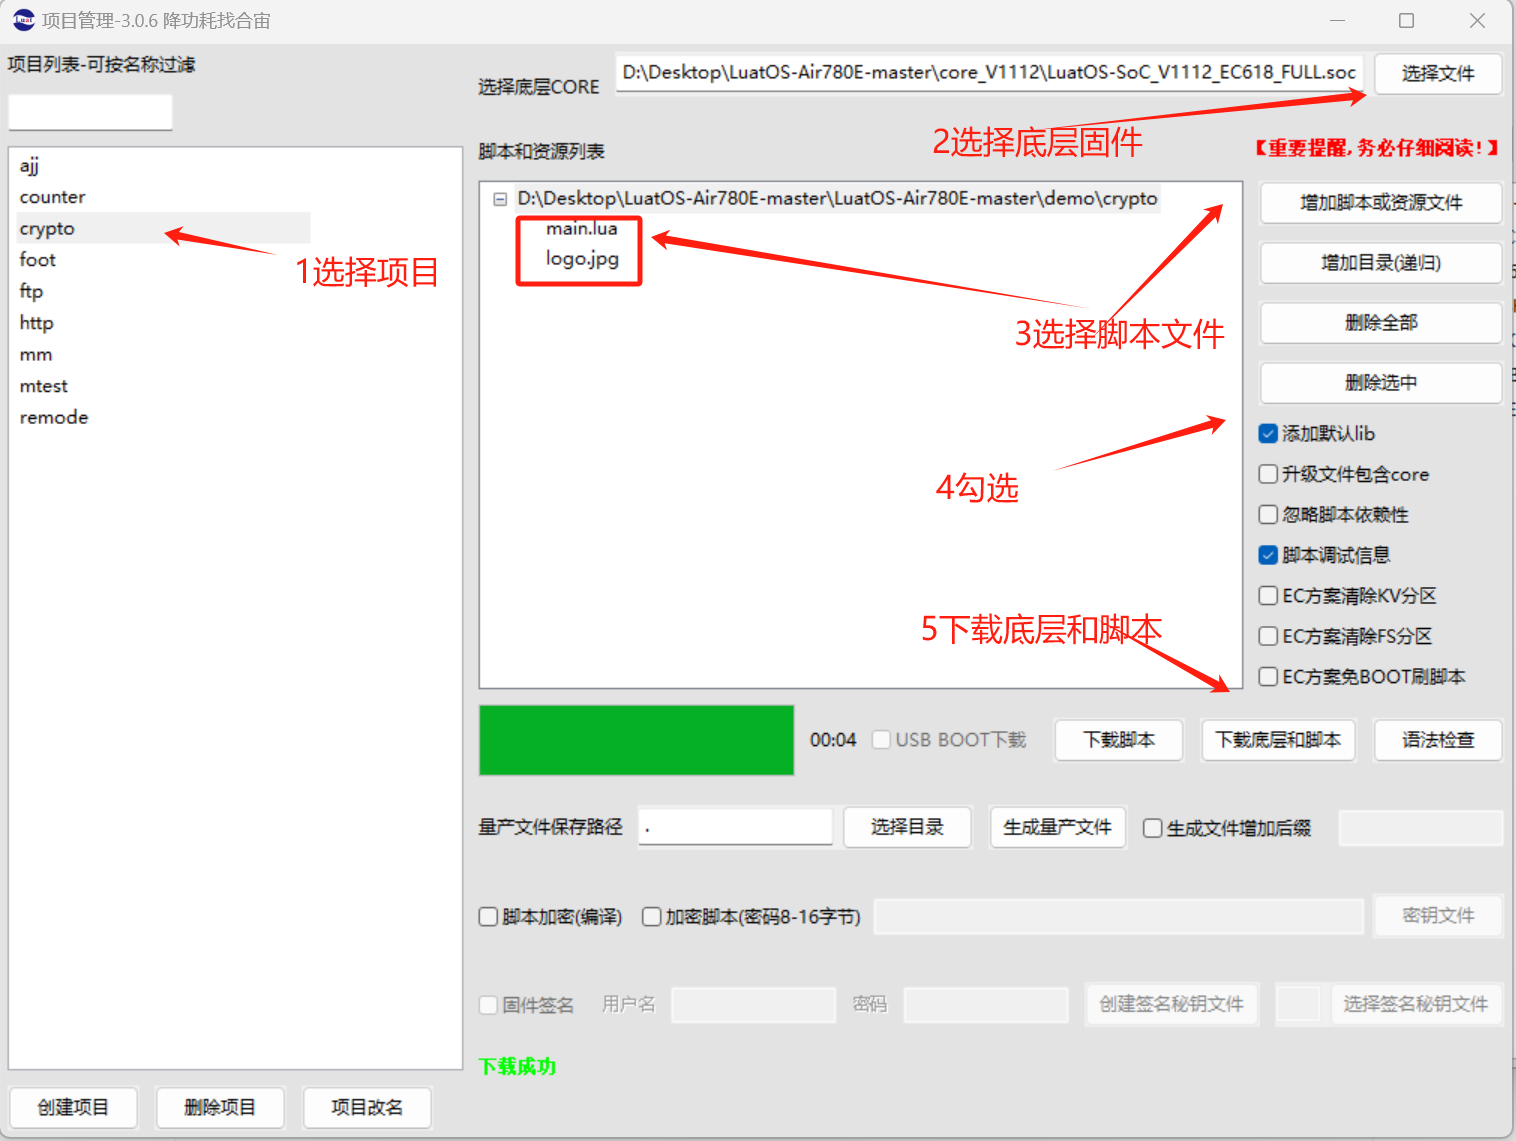 项目管理-3.0.6 降功耗找合宙
项目列表-可按名称过滤
选择底层CORE
D:\Desktop\LuatOS-Air780E-master\core_V1112\LuatOS-SoC_V1112_EC618_FULL.soc
选择文件
2选择底层固件
【重要提醒,务必仔细阅读!】
脚本和资源列表
ajj
counter
crypto
foot
ftp
http
mm
mtest
remode
1选择项目
D:\Desktop\LuatOS-Air780E-master\LuatOS-Air780E-master\demo\crypto
main.lua
logo.jpg
3选择脚本文件
4勾选
5下载底层和脚本
增加脚本或资源文件
增加目录(递归)
删除全部
删除选中
添加默认lib
升级文件包含core
忽略脚本依赖性
脚本调试信息
EC方案清除KV分区
EC方案清除FS分区
EC方案免BOOT刷脚本
00:04
USB BOOT下载
下载脚本
下载底层和脚本
语法检查
量产文件保存路径
.
选择目录
生成量产文件
生成文件增加后缀
脚本加密(编译)
加密脚本(密码8-16字节)
密钥文件
固件签名
用户名
密码
创建签名秘钥文件
选择签名秘钥文件
下载成功
创建项目
删除项目
项目改名